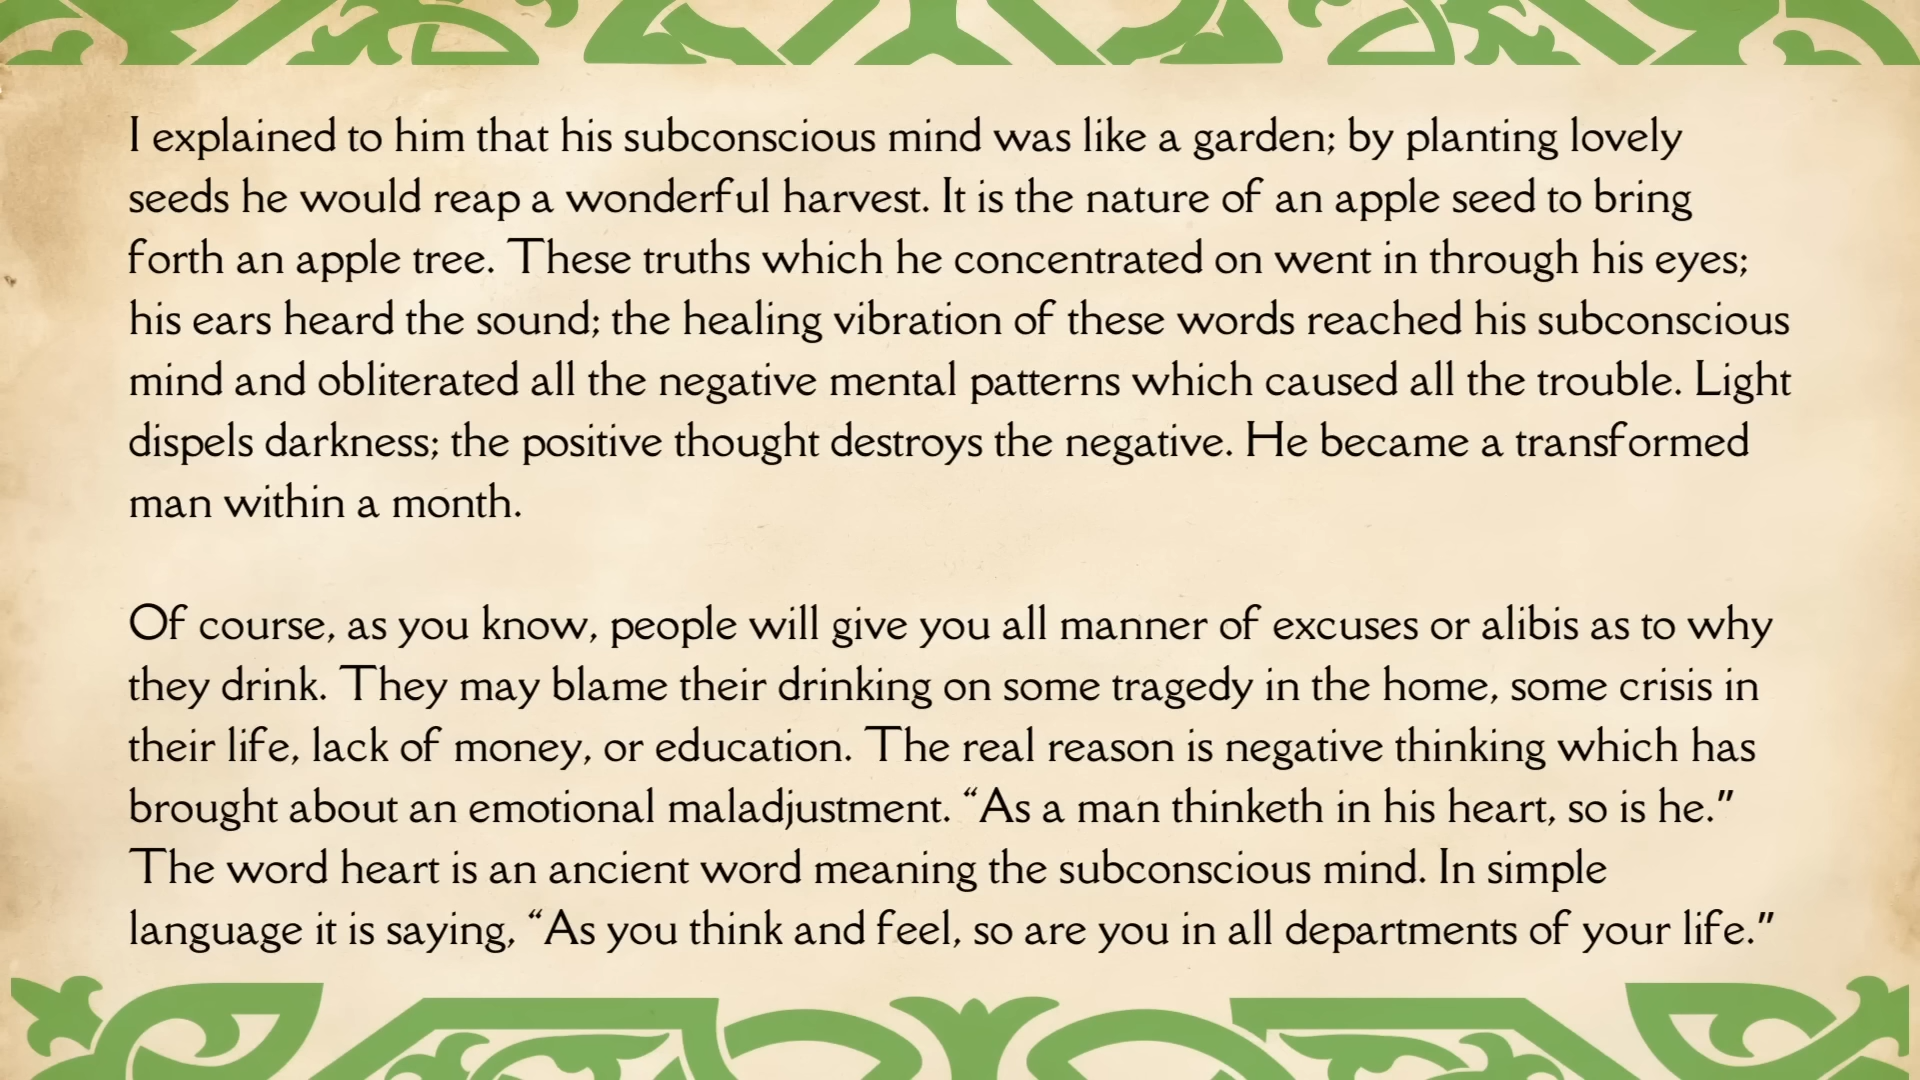 I explained to him that his subconscious mind was like a garden; by planting lovely
seeds he would reap a wonderful harvest. It is the nature of an apple seed to bring
forth an apple tree. These truths which he concentrated on went in through his eyes;
his ears heard the sound; the healing vibration of these words reached his subconscious
mind and obliterated all the negative mental patterns which caused all the trouble. Light
dispels darkness; the positive thought destroys the negative. He became a transformed
man within a month.
Of course, as you know, people will give you all manner of excuses or alibis as to why
they drink. They may blame their drinking on some tragedy in the home, some crisis in
their life, lack of money, or education. The real reason is negative thinking which has
brought about an emotional maladjustment. “As a man thinketh in his heart, so is he."
The word heart is an ancient word meaning the subconscious mind. In simple
language it is saying, “As you think and feel, so are you in all departments of your life."